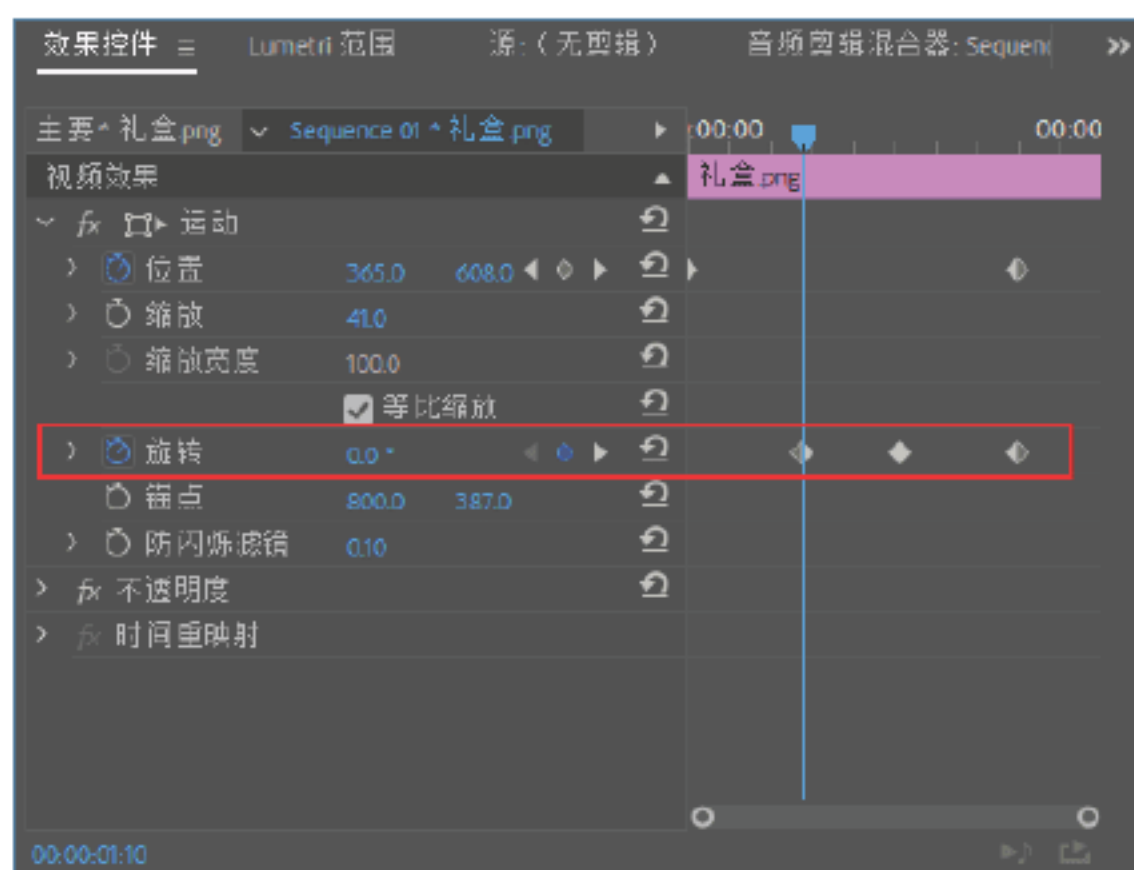 效果控件 ≡ Lumetri 范围 源:（无剪辑） 音频剪辑混合器: Sequenc »
主要*礼盒.png Sequence 01 * 礼盒.png :00:00 00:00
视频效果 礼盒.png
fx 运动
位置 365.0 608.0
缩放 41.0
缩放宽度 100.0
等比缩放
旋转 0.0 °
锚点 800.0 387.0
防闪烁滤镜 0.10
fx 不透明度
fx 时间重映射
00:00:01:10